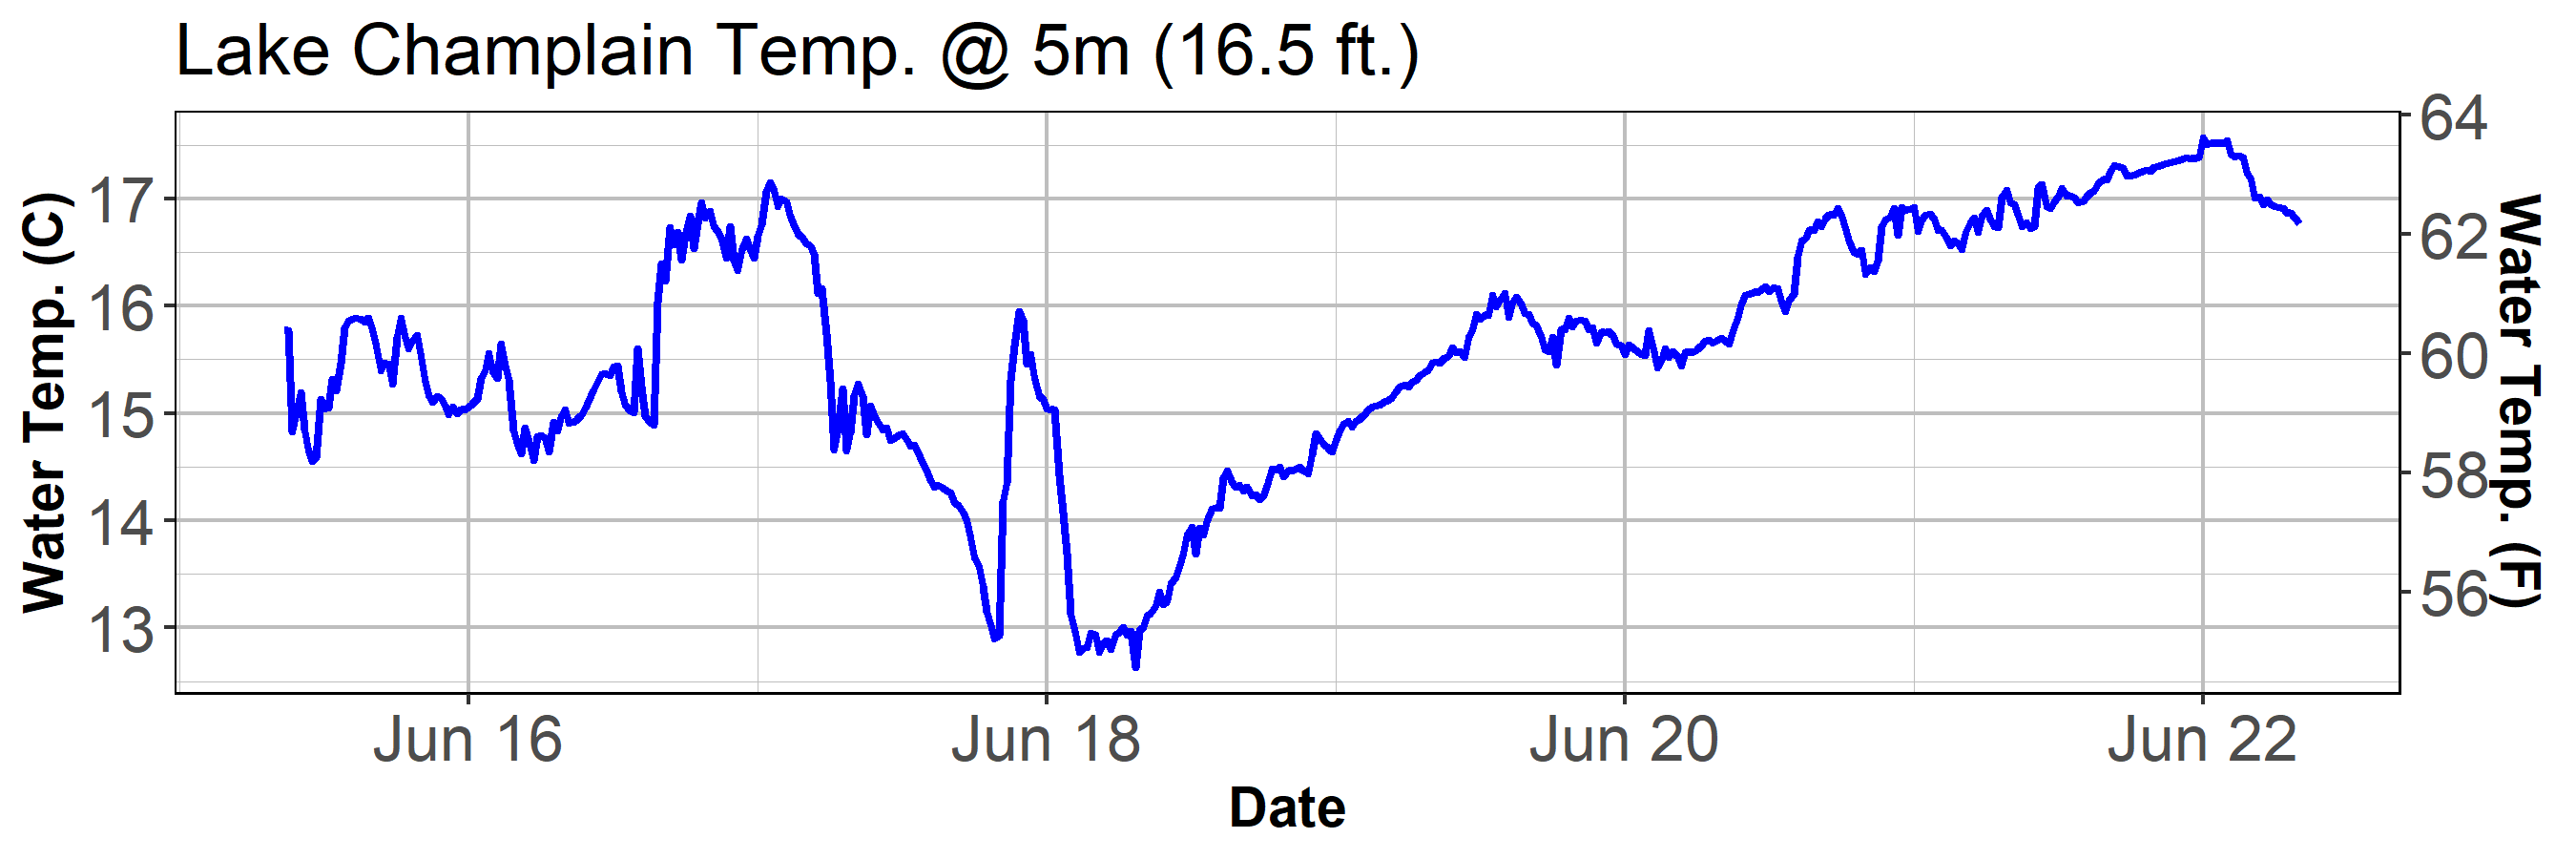 Lake Champlain Temp. @ 5m (16.5 ft.)
Water Temp. (C)
17
16
15
14
13
64
62
60
58
56
Water Temp. (F)
Jun 16
Jun 18
Jun 20
Jun 22
Date